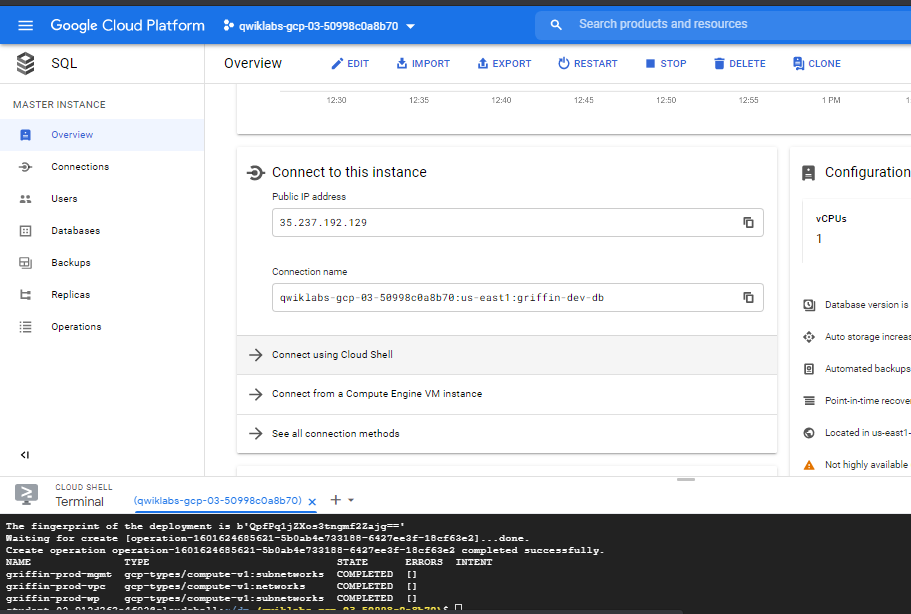 Google Cloud Platform
qwiklabs-gcp-03-50998c0a8b70
Search products and resources
SQL
Overview
EDIT
IMPORT
EXPORT
RESTART
STOP
DELETE
CLONE
MASTER INSTANCE
Overview
Connections
Users
Databases
Backups
Replicas
Operations
12:30 12:35 12:40 12:45 12:50 12:55 1 PM
Connect to this instance
Public IP address
35.237.192.129
Connection name
qwiklabs-gcp-03-50998c0a8b70:us-east1:griffin-dev-db
Connect using Cloud Shell
Connect from a Compute Engine VM instance
See all connection methods
Configuration
vCPUs
1
Database version is
Auto storage increas
Automated backups
Point-in-time recove
Located in us-east1-
Not highly available
CLOUD SHELL
Terminal
(qwiklabs-gcp-03-50998c0a8b70)
The fingerprint of the deployment is b'QpfPq1jZXos3tngmf2Zajg=='
Waiting for create [operation-1601624685621-5b0ab4e733188-6427ee3f-18cf63e2]...done.
Create operation operation-1601624685621-5b0ab4e733188-6427ee3f-18cf63e2 completed successfully.
NAME TYPE STATE ERRORS INTENT
griffin-prod-mgmt gcp-types/compute-v1:subnetworks COMPLETED []
griffin-prod-vpc gcp-types/compute-v1:networks COMPLETED []
griffin-prod-wp gcp-types/compute-v1:subnetworks COMPLETED []